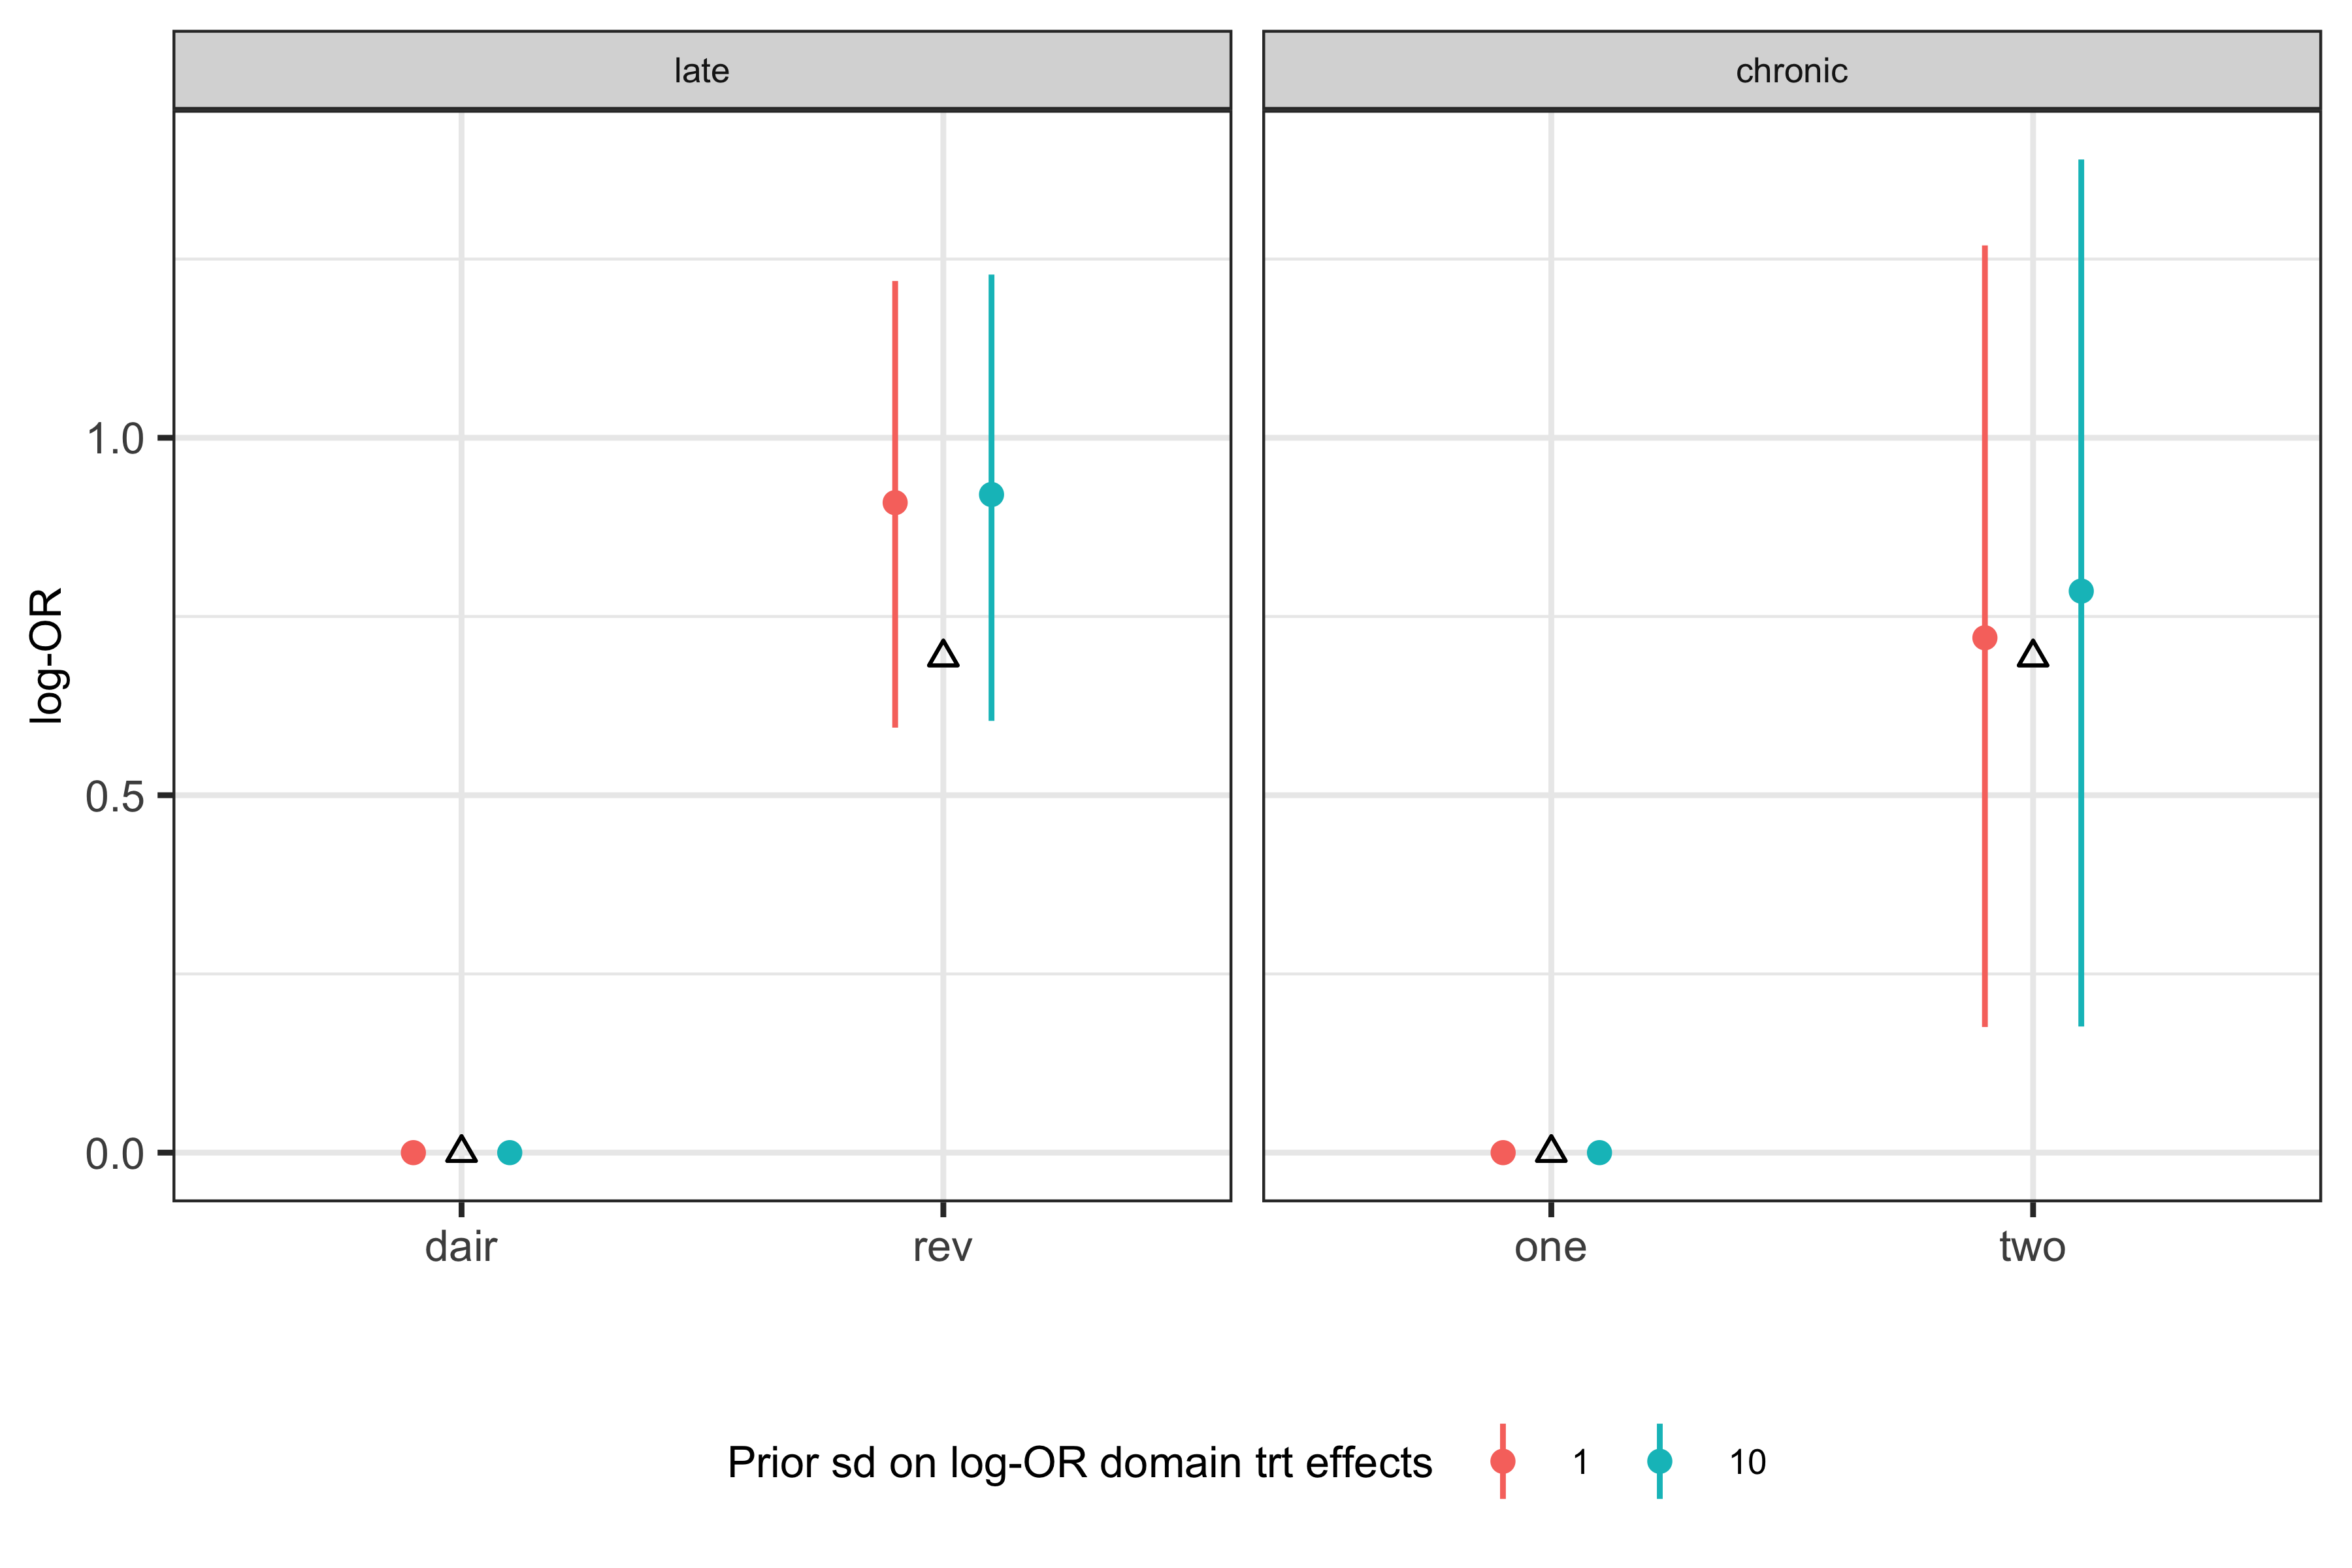 late
chronic
log-OR
1.0
0.5
0.0
dair
rev
one
two
Prior sd on log-OR domain trt effects 1 10